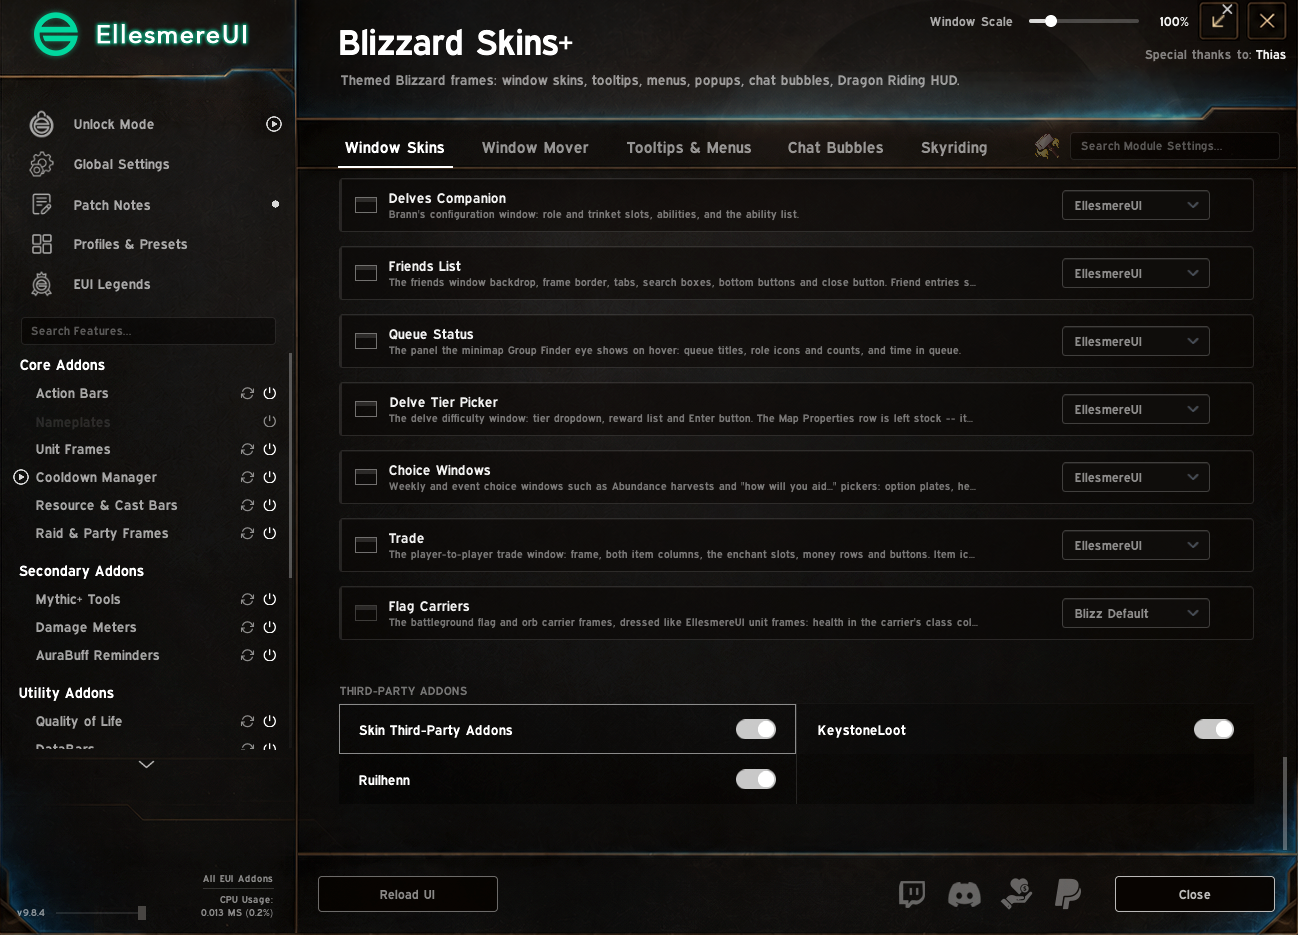 EllesmereUI
Unlock Mode
Global Settings
Patch Notes
Profiles & Presets
EUI Legends
Search Features...
Core Addons
Action Bars
Nameplates
Unit Frames
Cooldown Manager
Resource & Cast Bars
Raid & Party Frames
Secondary Addons
Mythic+ Tools
Damage Meters
AuraBuff Reminders
Utility Addons
Quality of Life
DataBars
All EUI Addons
CPU Usage:
0.013 MS (0.2%)
v9.8.4
Blizzard Skins+
Themed Blizzard frames: window skins, tooltips, menus, popups, chat bubbles, Dragon Riding HUD.
Window Scale 100%
Special thanks to: Thias
Window Skins Window Mover Tooltips & Menus Chat Bubbles Skyriding Search Module Settings...
Delves Companion
Brann's configuration window: role and trinket slots, abilities, and the ability list.
EllesmereUI
Friends List
The friends window backdrop, frame border, tabs, search boxes, bottom buttons and close button. Friend entries s...
EllesmereUI
Queue Status
The panel the minimap Group Finder eye shows on hover: queue titles, role icons and counts, and time in queue.
EllesmereUI
Delve Tier Picker
The delve difficulty window: tier dropdown, reward list and Enter button. The Map Properties row is left stock -- it...
EllesmereUI
Choice Windows
Weekly and event choice windows such as Abundance harvests and "how will you aid..." pickers: option plates, he...
EllesmereUI
Trade
The player-to-player trade window: frame, both item columns, the enchant slots, money rows and buttons. Item ic...
EllesmereUI
Flag Carriers
The battleground flag and orb carrier frames, dressed like EllesmereUI unit frames: health in the carrier's class col...
Blizz Default
THIRD-PARTY ADDONS
Skin Third-Party Addons
KeystoneLoot
Ruilhenn
Reload UI
Close